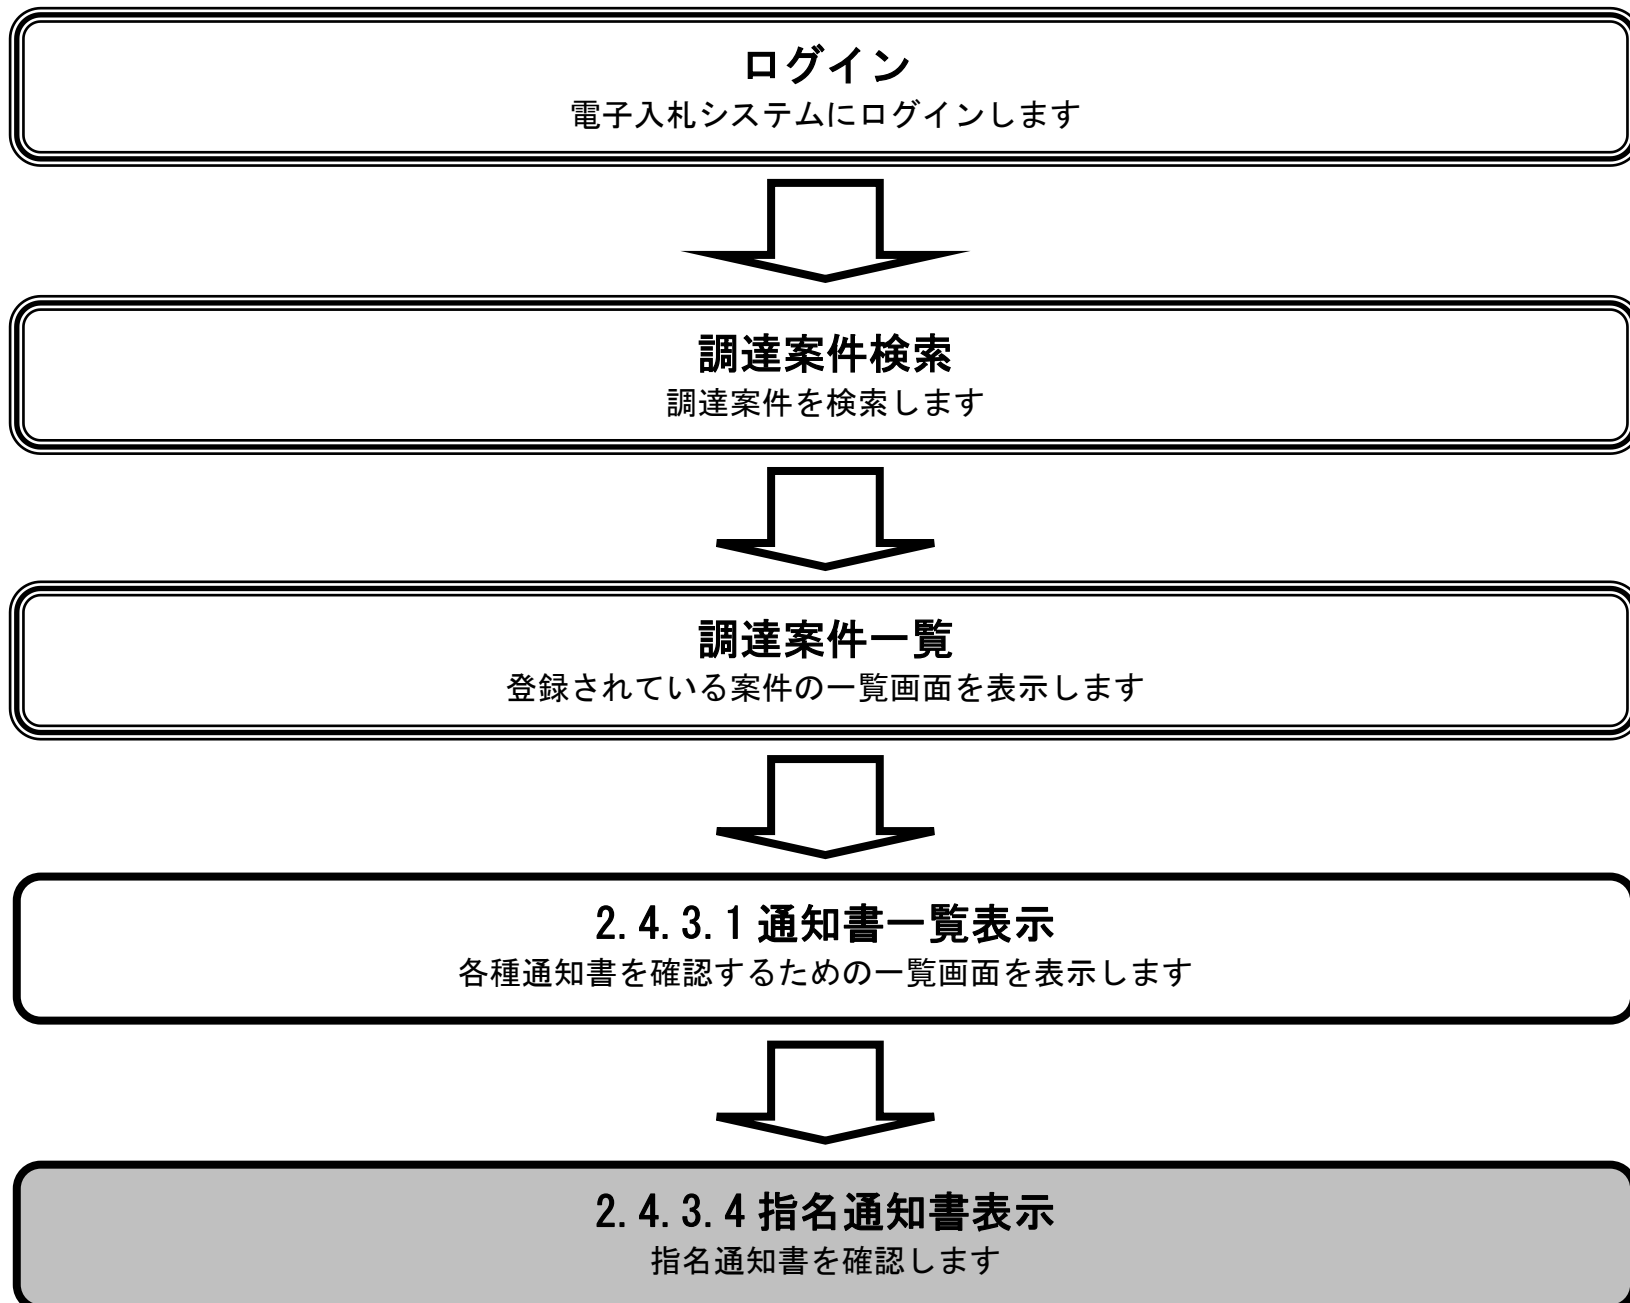 ログイン
電子入札システムにログインします
調達案件検索
調達案件を検索します
調達案件一覧
登録されている案件の一覧画面を表示します
2.4.3.1 通知書一覧表示
各種通知書を確認するための一覧画面を表示します
2.4.3.4 指名通知書表示
指名通知書を確認します